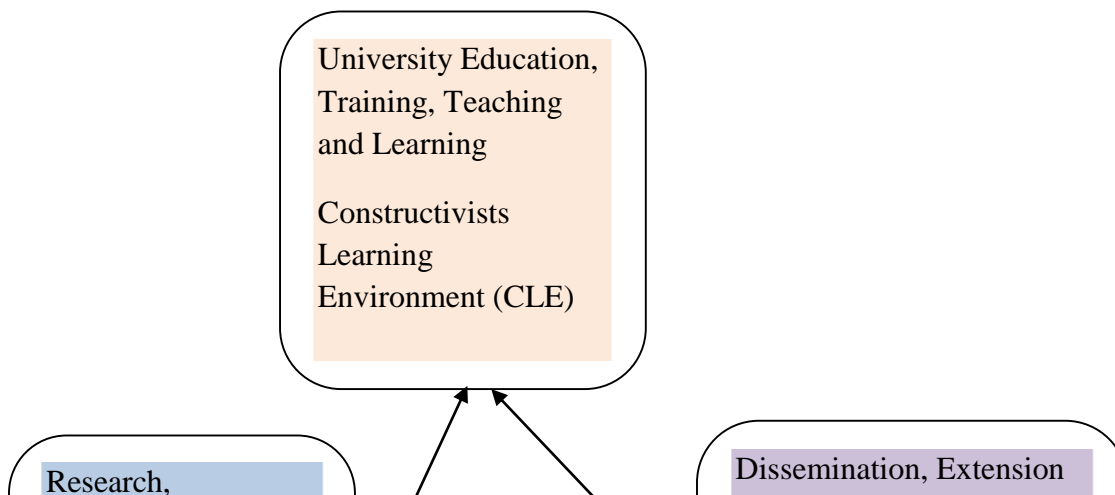 University Education,
Training, Teaching
and Learning
Constructivists
Learning
Environment (CLE)
Research,
Dissemination, Extension